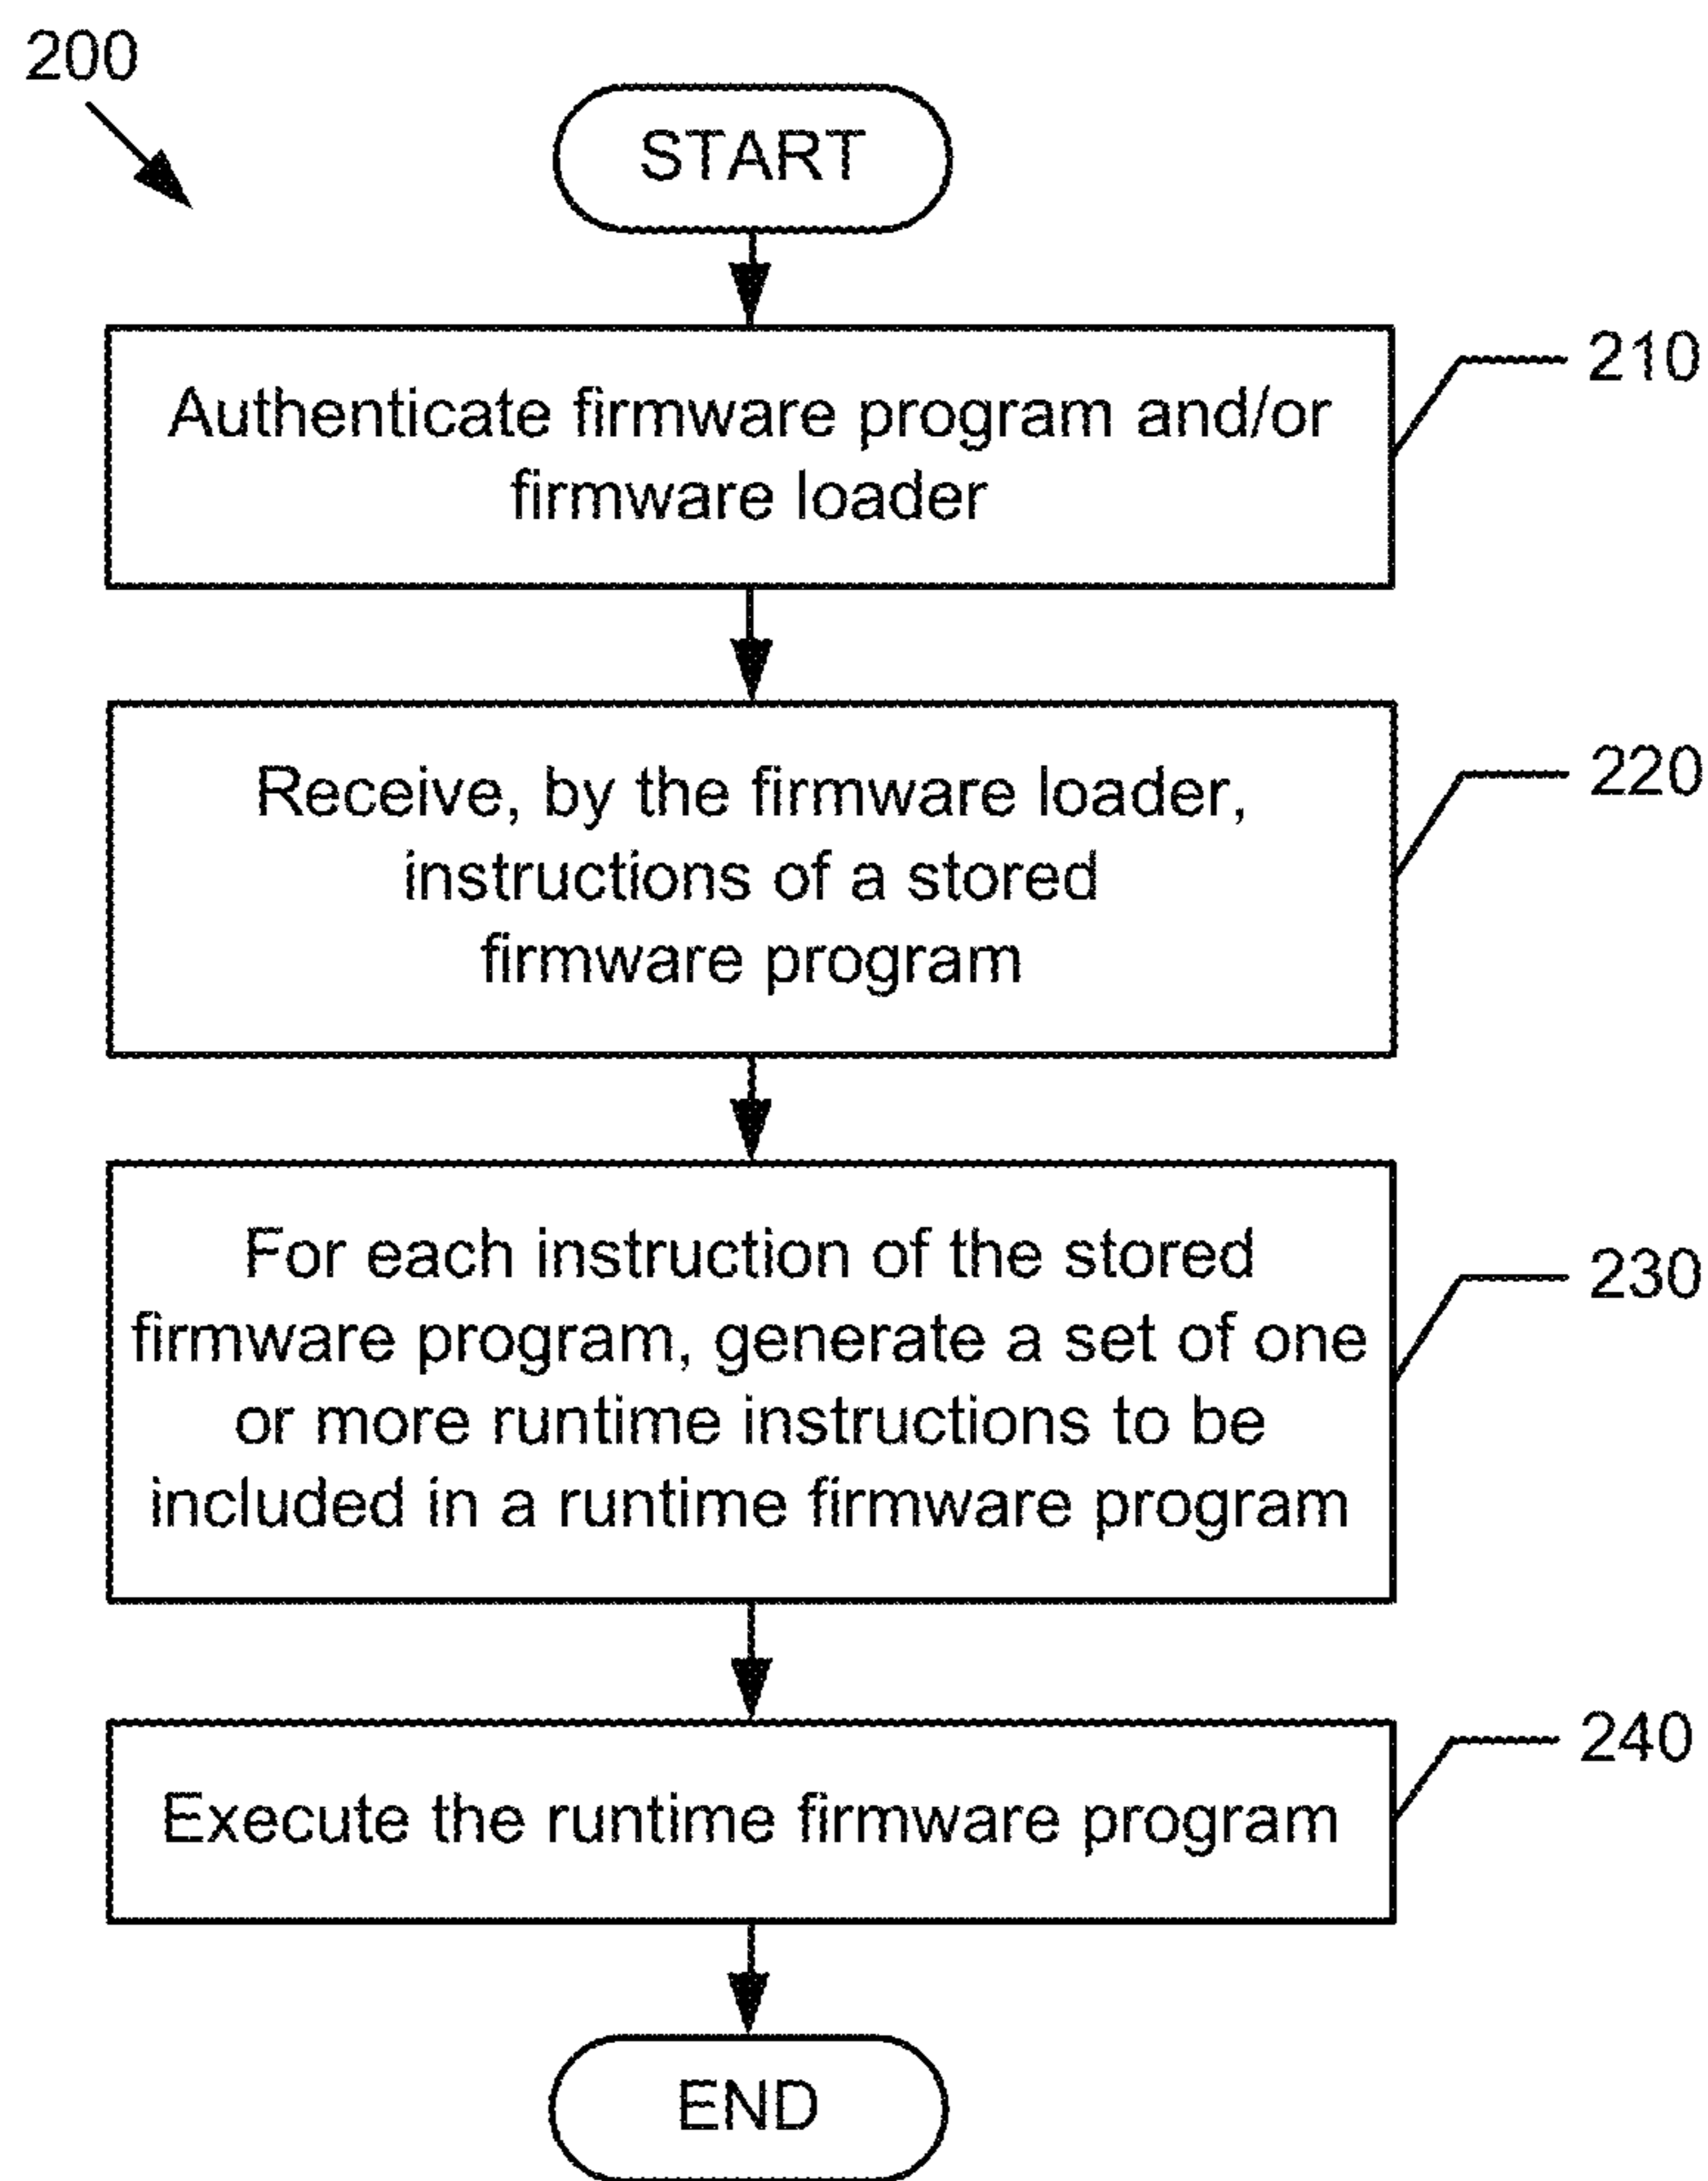 200
START
Authenticate firmware program and/or
firmware loader
210
Receive, by the firmware loader,
instructions of a stored
firmware program
220
For each instruction of the stored
firmware program, generate a set of one
or more runtime instructions to be
included in a runtime firmware program
230
Execute the runtime firmware program
240
END